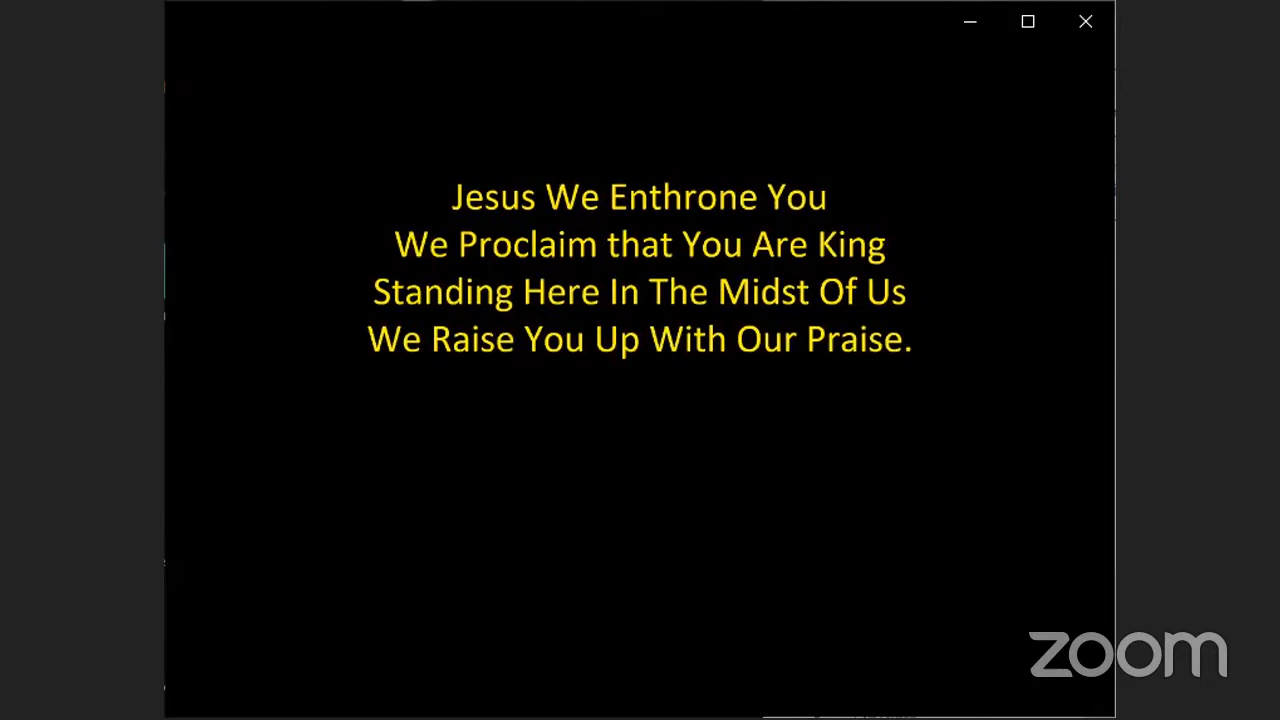 Jesus We Enthrone You
We Proclaim that You Are King
Standing Here In The Midst Of Us
We Raise You Up With Our Praise.
zoom